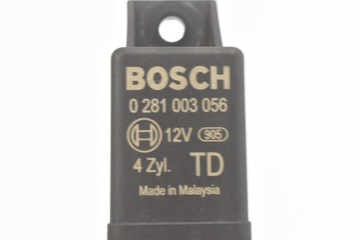 BOSCH
0 281 003 056
12V 905
4 Zyl. TD
Made in Malaysia